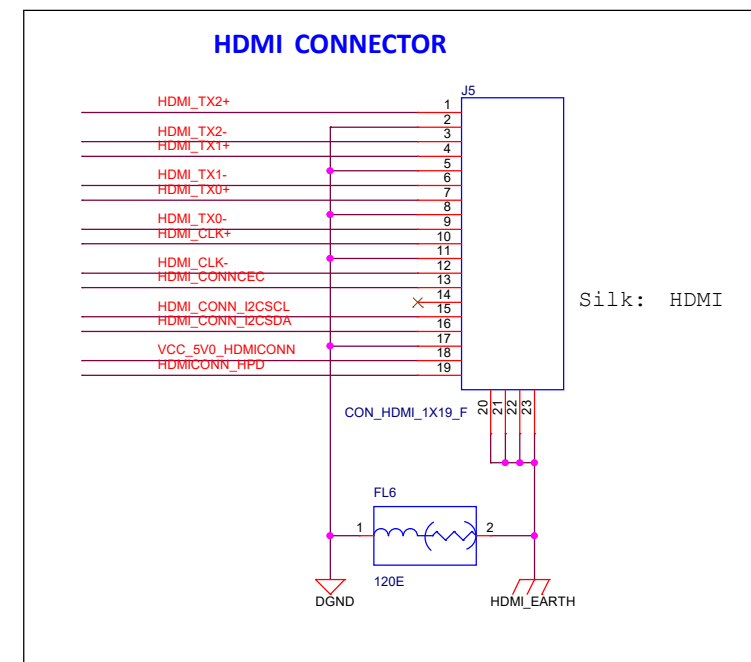 HDMI CONNECTOR
J5
HDMI_TX2+
1
2
HDMI_TX2-
3
HDMI_TX1+
4
5
HDMI_TX1-
6
HDMI_TX0+
7
8
HDMI_TX0-
9
HDMI_CLK+
10
11
HDMI_CLK-
12
HDMI_CONNCEC
13
14
Silk: HDMI
HDMI_CONN_I2CSCL
15
HDMI_CONN_I2CSDA
16
17
VCC_5V0_HDMICONN
18
HDMICONN_HPD
19
CON_HDMI_1X19_F
20
21
22
23
FL6
1
2
120E
DGND
HDMI_EARTH